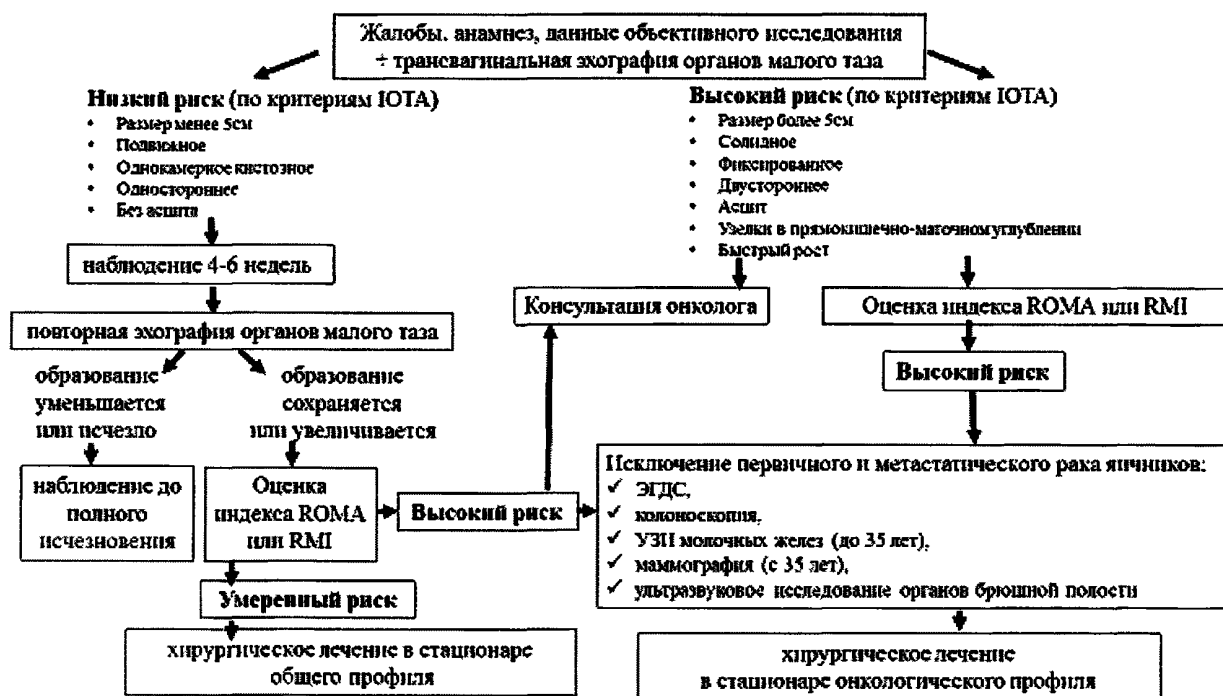 Жалобы. анамнез, данные объективного исследования
+ трансвагинальная эхография органов малого таза
Низкий риск (по критериям IOTA)
• Размер менее 5см
• Подвижное
• Однокамерное кистозное
• Одностороннее
• Без асцита
наблюдение 4-6 недель
повторная эхография органов малого таза
образование
уменьшается
или исчезло
образование
сохраняется
или увеличивается
наблюдение до
полного
исчезновения
Оценка
индекса ROMA
или RMI
Высокий риск
Умеренный риск
хирургическое лечение в стационаре
общего профиля
Высокий риск (по критериям IOTA)
• Размер более 5см
• Солидное
• Фиксированное
• Двустороннее
• Асцит
• Узелки в прямокишечно-маточном углублении
• Быстрый рост
Консультация онколога
Оценка индекса ROMA или RMI
Высокий риск
Исключение первичного и метастатического рака яичников:
✓ ЭГДС,
✓ колоноскопия,
✓ УЗИ молочных желез (до 35 лет),
✓ маммография (с 35 лет),
✓ ультразвуковое исследование органов брюшной полости
хирургическое лечение
в стационаре онкологического профиля